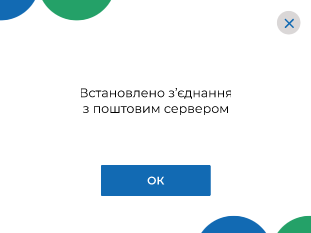 Встановлено з’єднання
з поштовим сервером
ОК